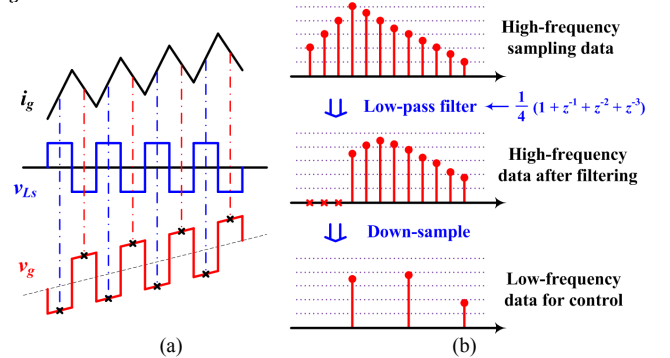 i_g
v_Ls
v_g
(a)
High-frequency
sampling data
Low-pass filter
1/4 (1 + z^-1 + z^-2 + z^-3)
High-frequency
data after filtering
Down-sample
Low-frequency
data for control
(b)